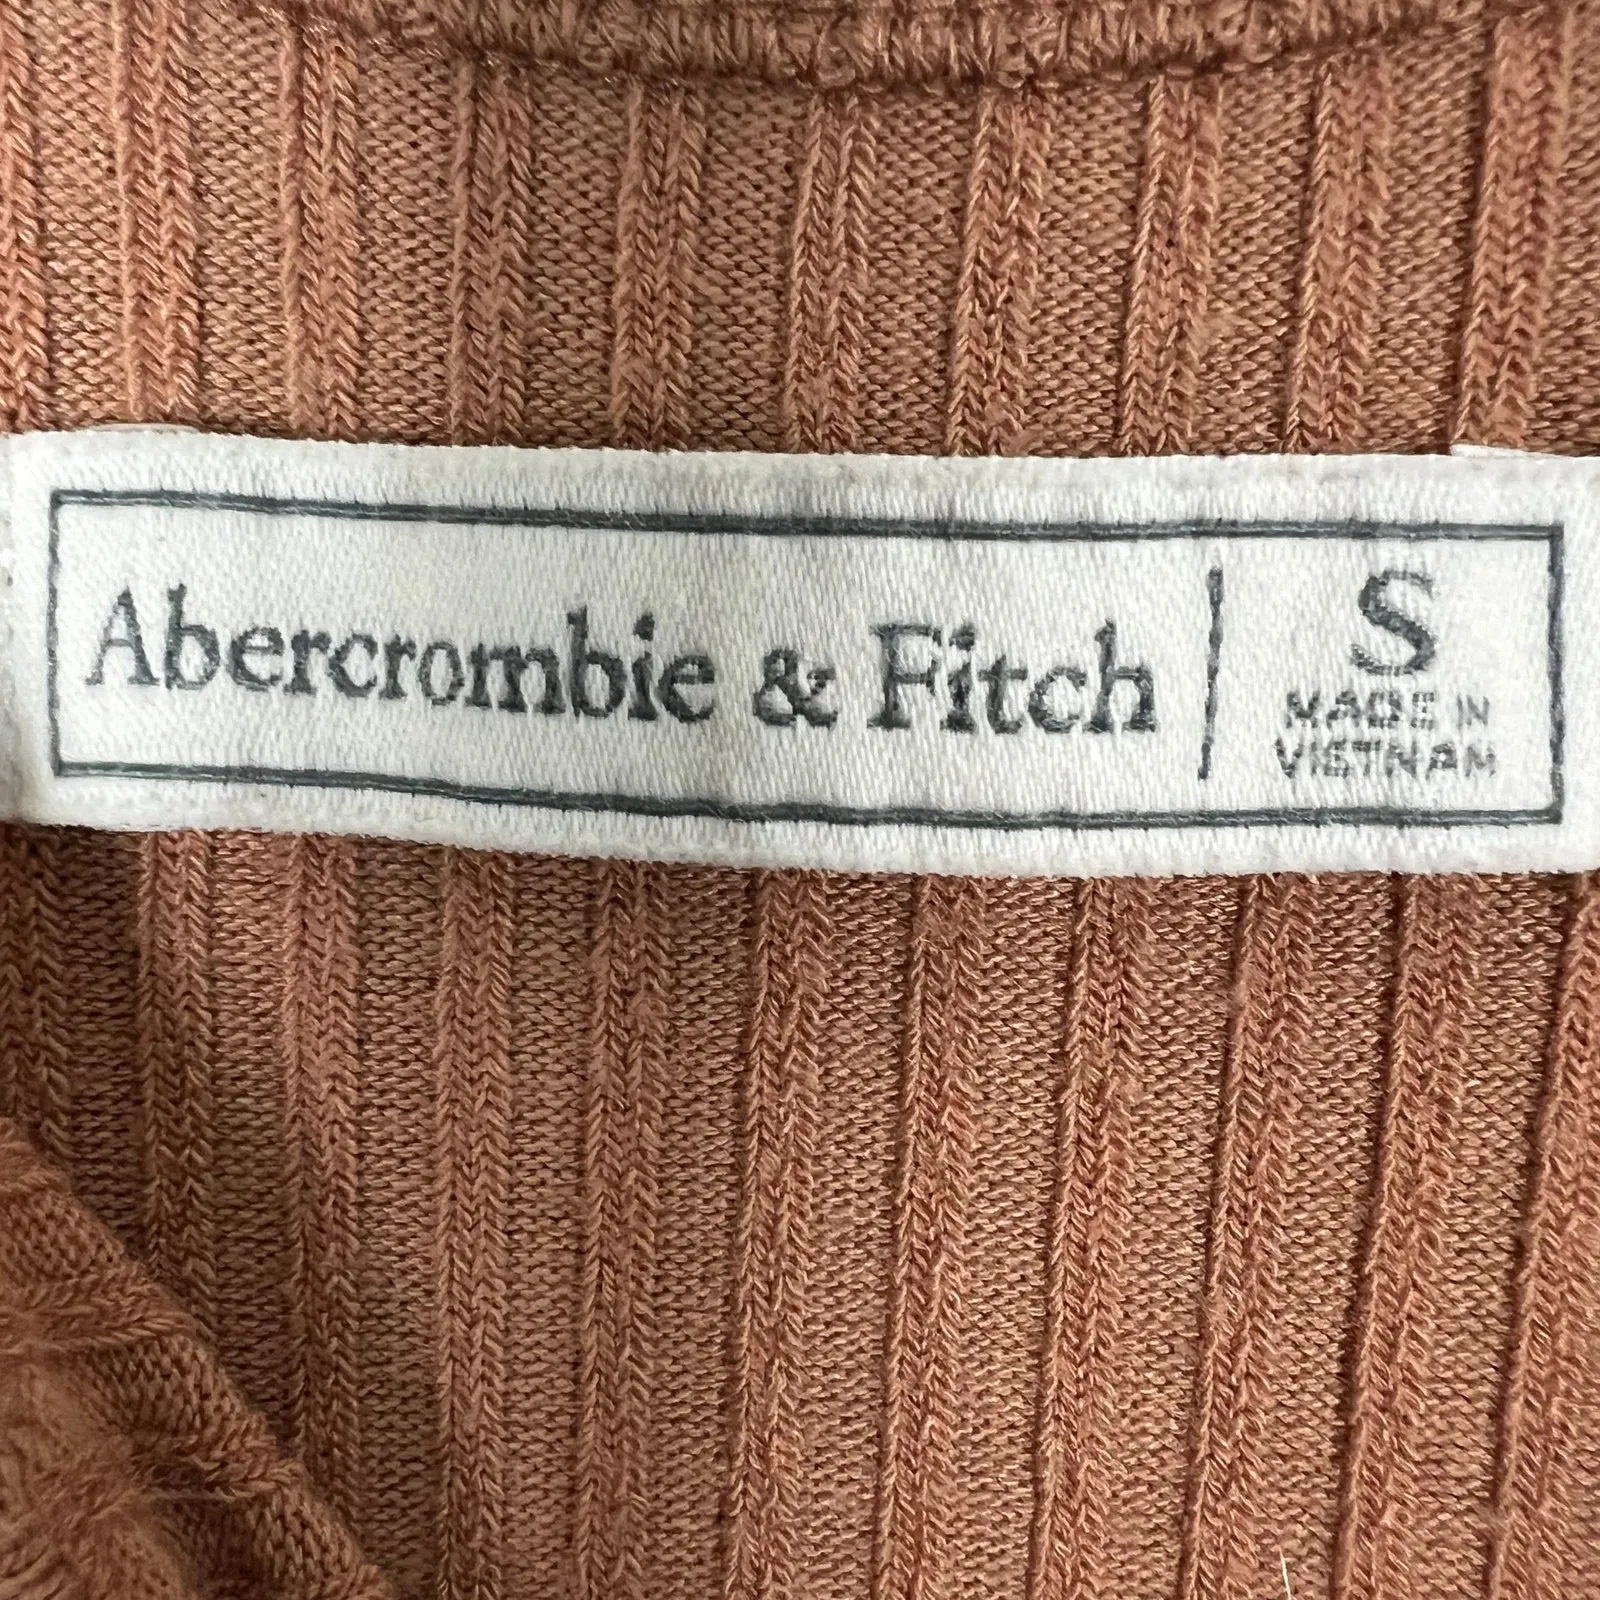 Abercrombie & Fitch
S
MADE IN
VIETNAM